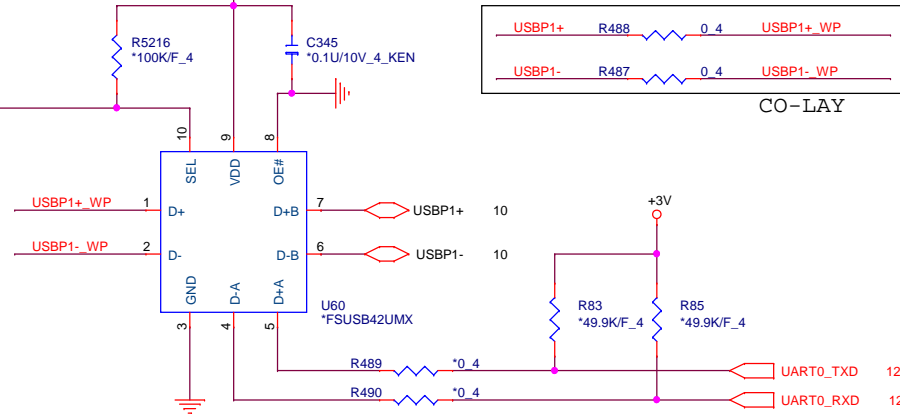 R5216
*100K/F_4
C345
*0.1U/10V_4_KEN
USBP1+ R488 0_4 USBP1+_WP
USBP1- R487 0_4 USBP1-_WP
CO-LAY
10 9 8
SEL VDD OE#
USBP1+_WP 1 D+ D+B 7 USBP1+ 10
USBP1-_WP 2 D- D-B 6 USBP1- 10
+3V
GND D-A D+A
3 4 5
U60
*FSUSB42UMX
R83
*49.9K/F_4
R85
*49.9K/F_4
R489 *0_4 UART0_TXD 12
R490 *0_4 UART0_RXD 12